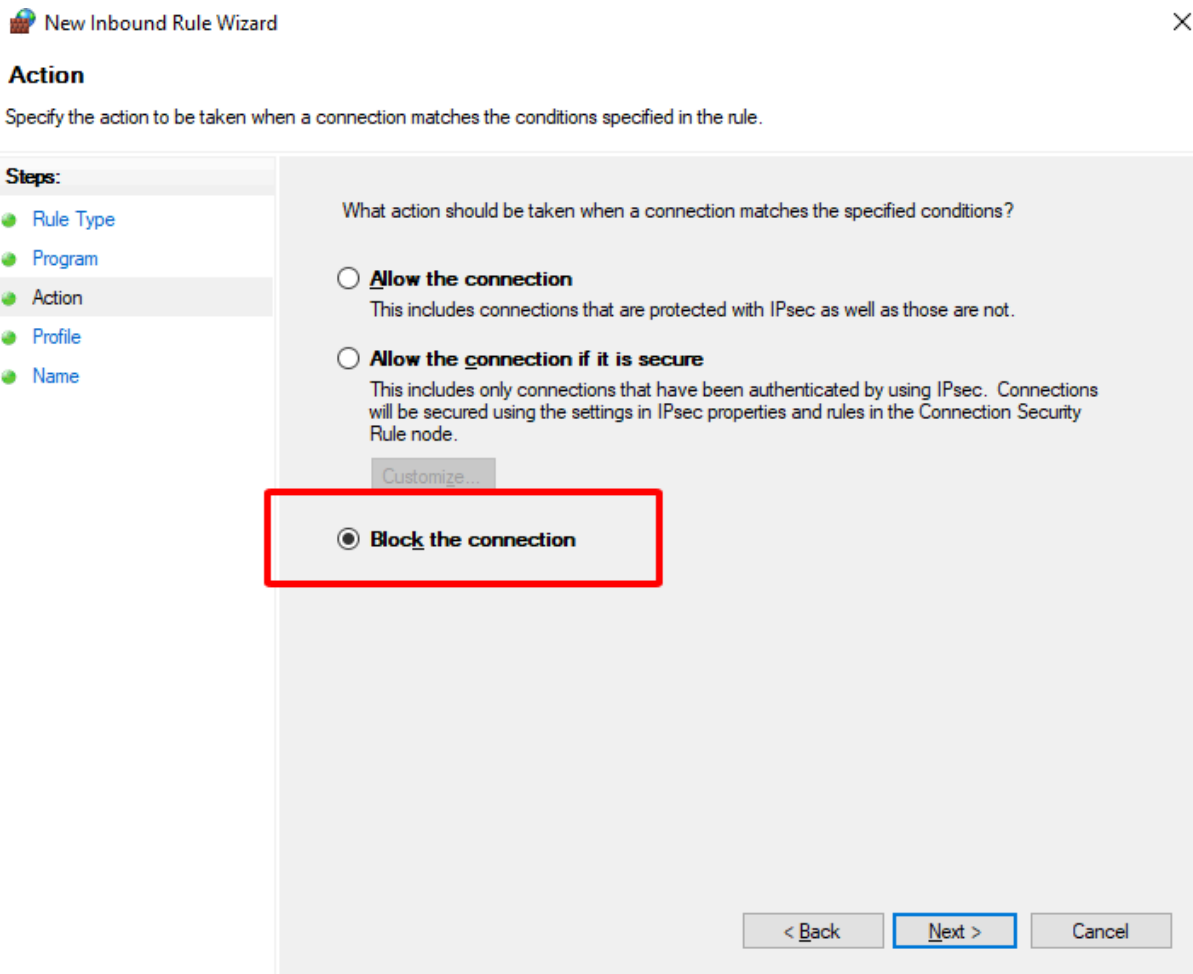 New Inbound Rule Wizard
Action
Specify the action to be taken when a connection matches the conditions specified in the rule.
Steps:
Rule Type
Program
Action
Profile
Name
What action should be taken when a connection matches the specified conditions?
Allow the connection
This includes connections that are protected with IPsec as well as those are not.
Allow the connection if it is secure
This includes only connections that have been authenticated by using IPsec. Connections
will be secured using the settings in IPsec properties and rules in the Connection Security
Rule node.
Customize...
Block the connection
< Back
Next >
Cancel